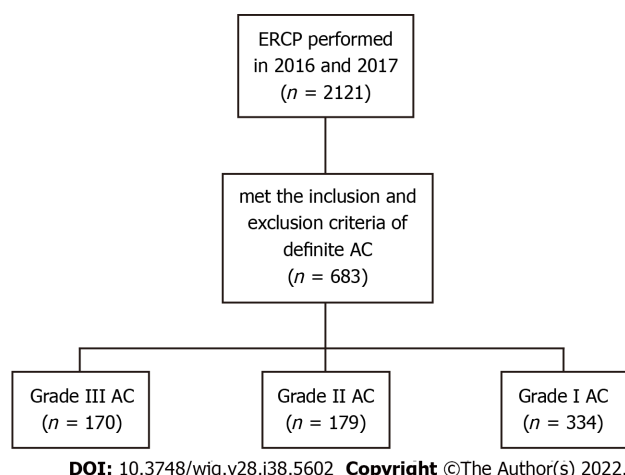 ERCP performed
in 2016 and 2017
(n = 2121)
met the inclusion and
exclusion criteria of
definite AC
(n = 683)
Grade III AC
(n = 170)
Grade II AC
(n = 179)
Grade I AC
(n = 334)
DOI: 10.3748/wjg.v28.i38.5602 Copyright ©The Author(s) 2022.